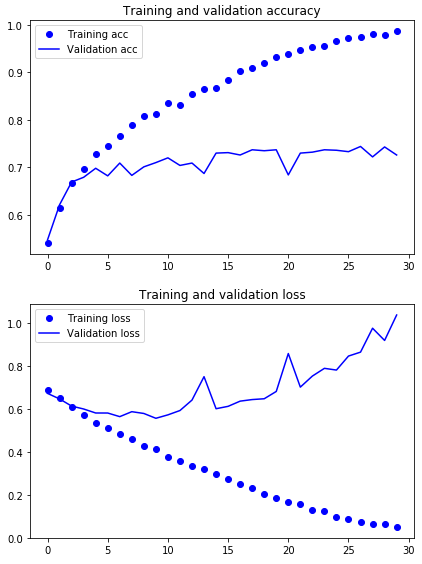 Training and validation accuracy
Training acc
Validation acc
1.0
0.9
0.8
0.7
0.6
0 5 10 15 20 25 30
Training and validation loss
Training loss
Validation loss
1.0
0.8
0.6
0.4
0.2
0.0
0 5 10 15 20 25 30